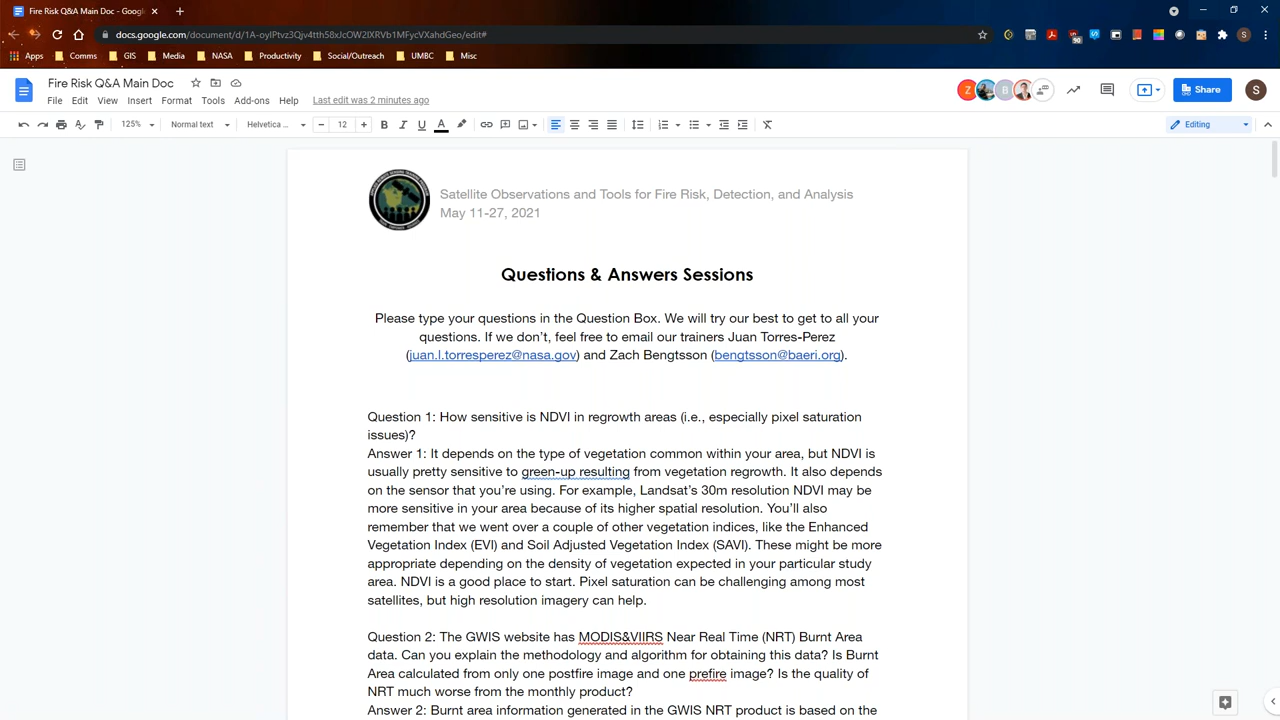 Fire Risk Q&A Main Doc - Googl
docs.google.com/document/d/1A-oyIPtvz3Qjv4tth58xJcOW2IXRVb1MFycVXahdGeo/edit#
Apps Comms GIS Media NASA Productivity Social/Outreach UMBC Misc
Fire Risk Q&A Main Doc
File Edit View Insert Format Tools Add-ons Help Last edit was 2 minutes ago
Z B Share S
125% Normal text Helvetica ... 12 B I U A Editing
Satellite Observations and Tools for Fire Risk, Detection, and Analysis
May 11-27, 2021
Questions & Answers Sessions
Please type your questions in the Question Box. We will try our best to get to all your
questions. If we don't, feel free to email our trainers Juan Torres-Perez
(juan.l.torresperez@nasa.gov) and Zach Bengtsson (bengtsson@baeri.org).
Question 1: How sensitive is NDVI in regrowth areas (i.e., especially pixel saturation
issues)?
Answer 1: It depends on the type of vegetation common within your area, but NDVI is
usually pretty sensitive to green-up resulting from vegetation regrowth. It also depends
on the sensor that you're using. For example, Landsat's 30m resolution NDVI may be
more sensitive in your area because of its higher spatial resolution. You'll also
remember that we went over a couple of other vegetation indices, like the Enhanced
Vegetation Index (EVI) and Soil Adjusted Vegetation Index (SAVI). These might be more
appropriate depending on the density of vegetation expected in your particular study
area. NDVI is a good place to start. Pixel saturation can be challenging among most
satellites, but high resolution imagery can help.
Question 2: The GWIS website has MODIS&VIIRS Near Real Time (NRT) Burnt Area
data. Can you explain the methodology and algorithm for obtaining this data? Is Burnt
Area calculated from only one postfire image and one prefire image? Is the quality of
NRT much worse from the monthly product?
Answer 2: Burnt area information generated in the GWIS NRT product is based on the